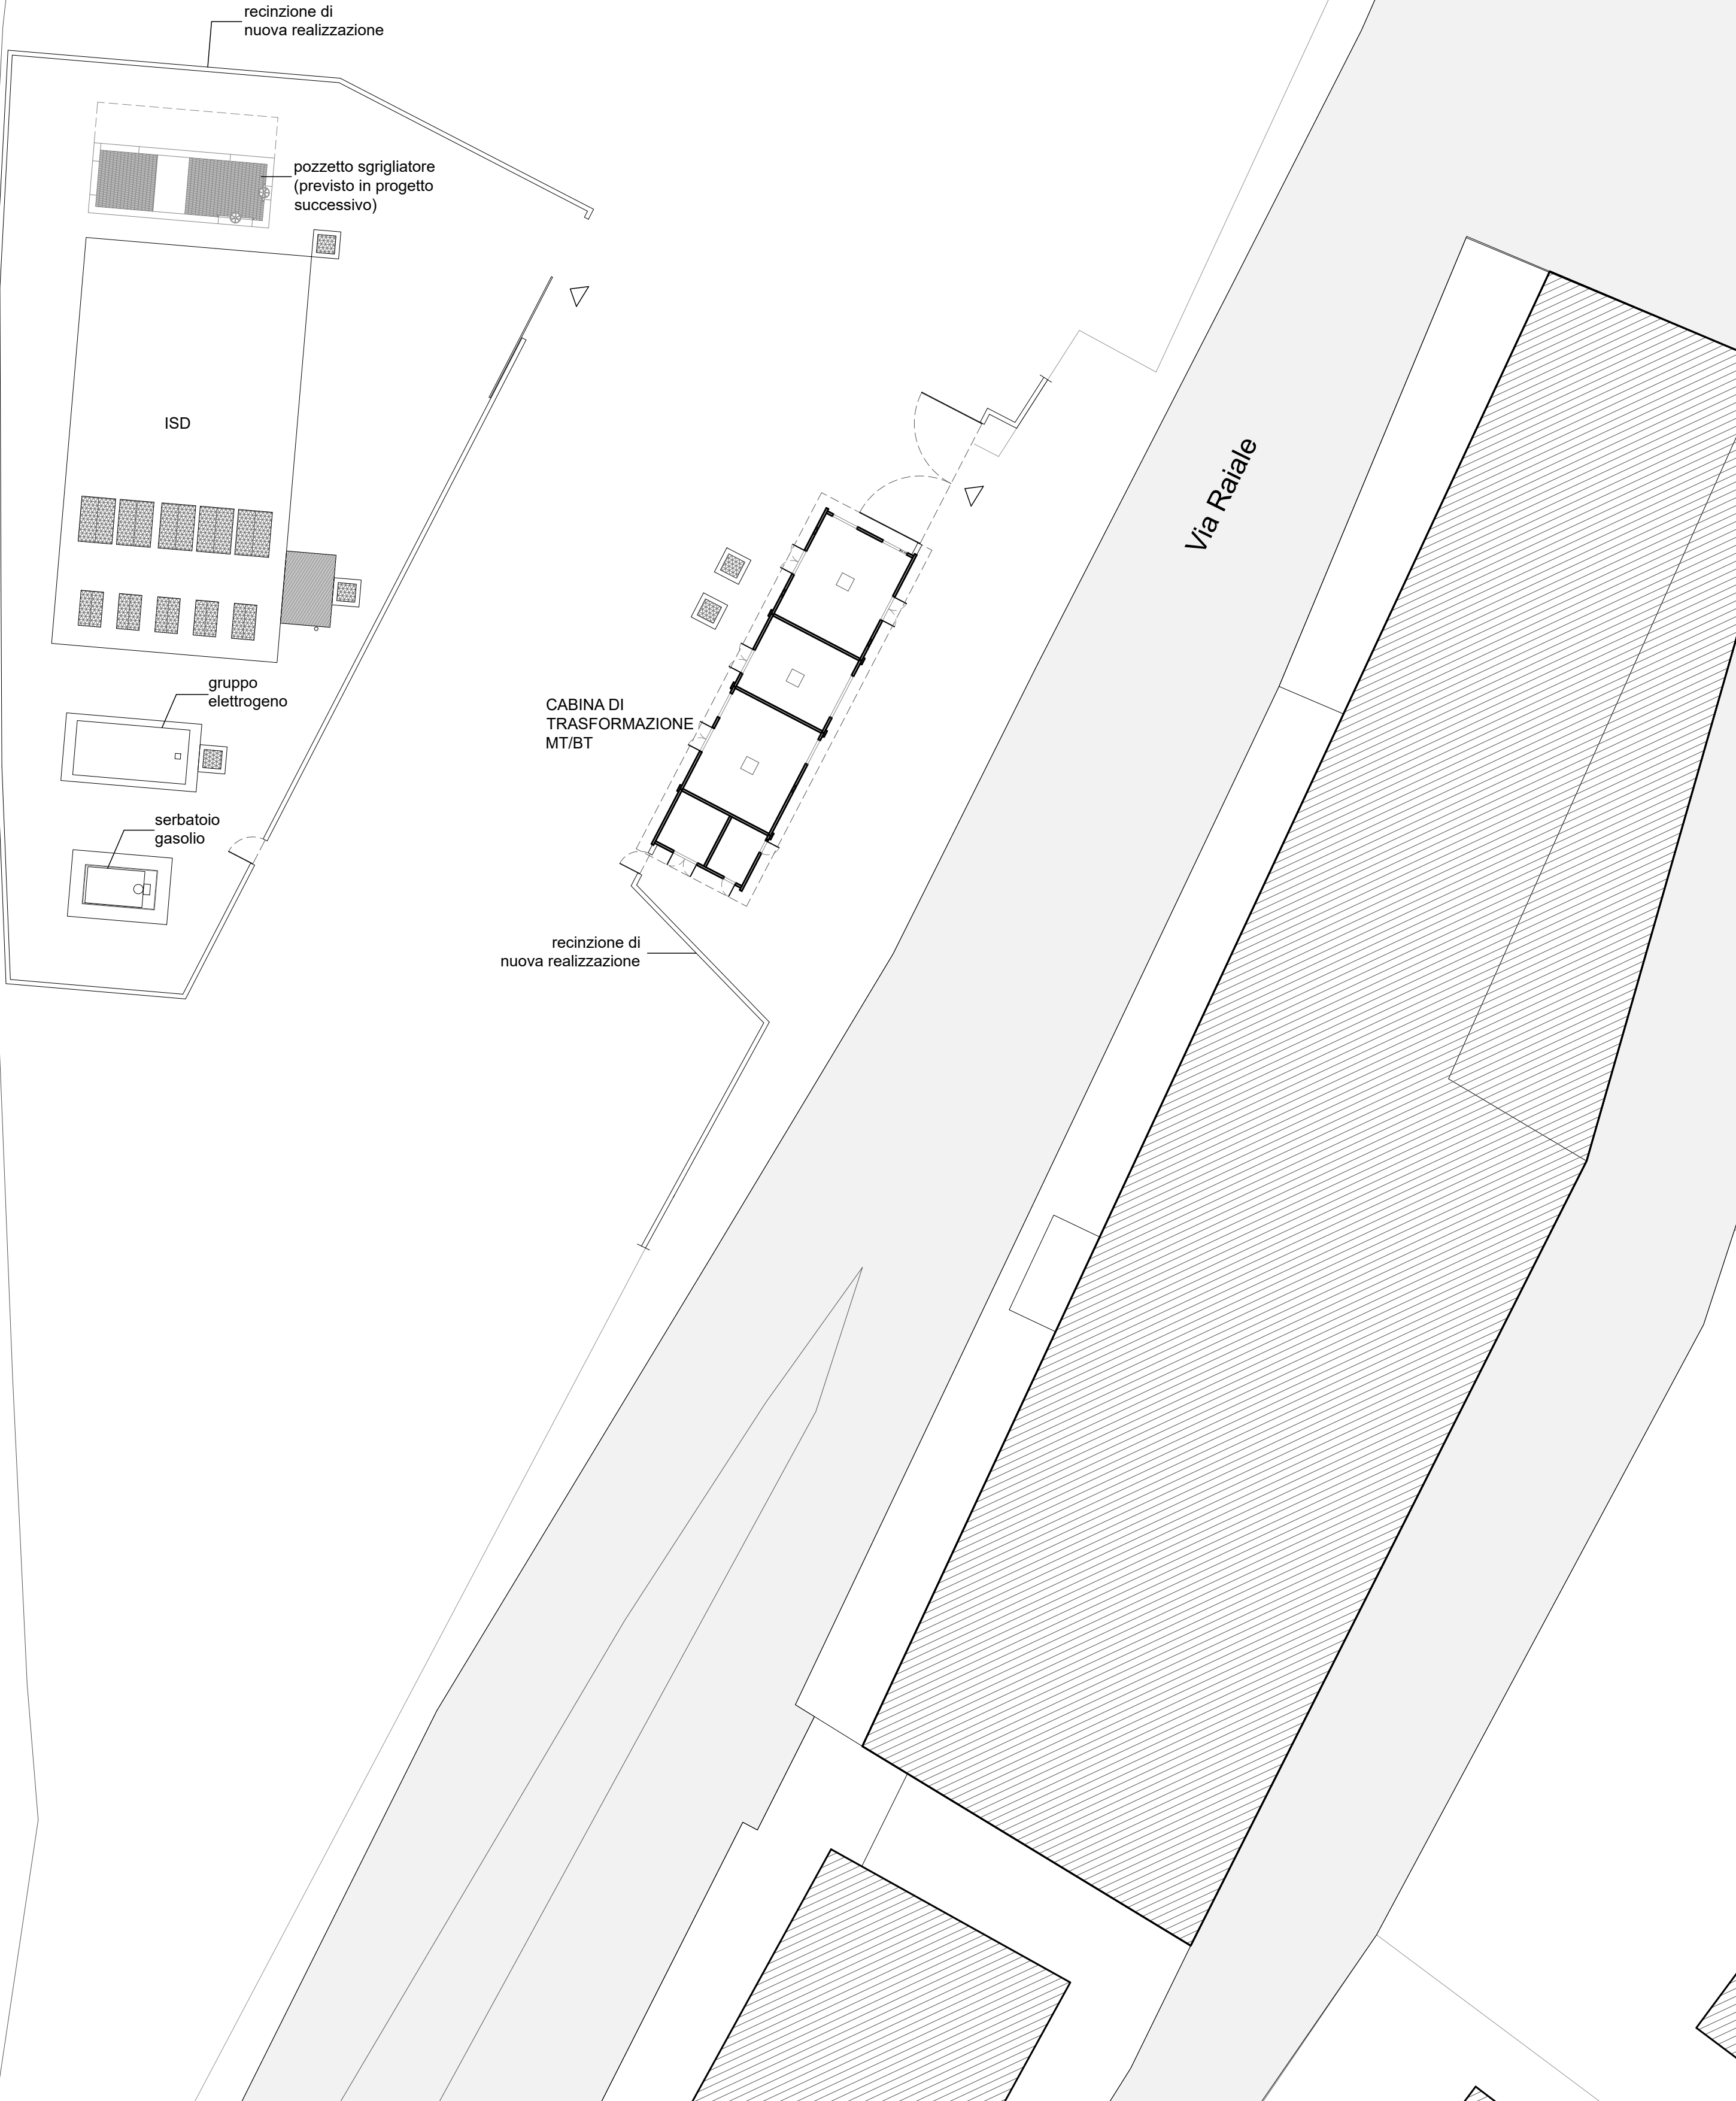 recinzione di
nuova realizzazione
pozzetto sgrigliatore
(previsto in progetto
successivo)
ISD
Via Raiale
gruppo
elettrogeno
CABINA DI
TRASFORMAZIONE
MT/BT
serbatoio
gasolio
recinzione di
nuova realizzazione